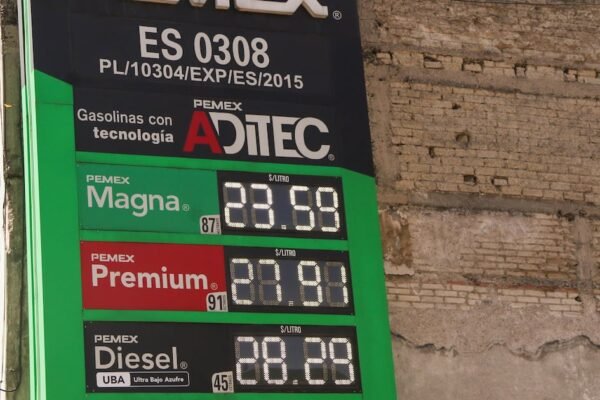 ES 0308
PL/10304/EXP/ES/2015
Gasolinas con
tecnología
PEMEX
ADITEC®
PEMEX
Magna®
87
$/LITRO
23.59
PEMEX
Premium®
91
$/LITRO
27.91
PEMEX
Diesel®
UBA Ultra Bajo Azufre
45
$/LITRO
28.29